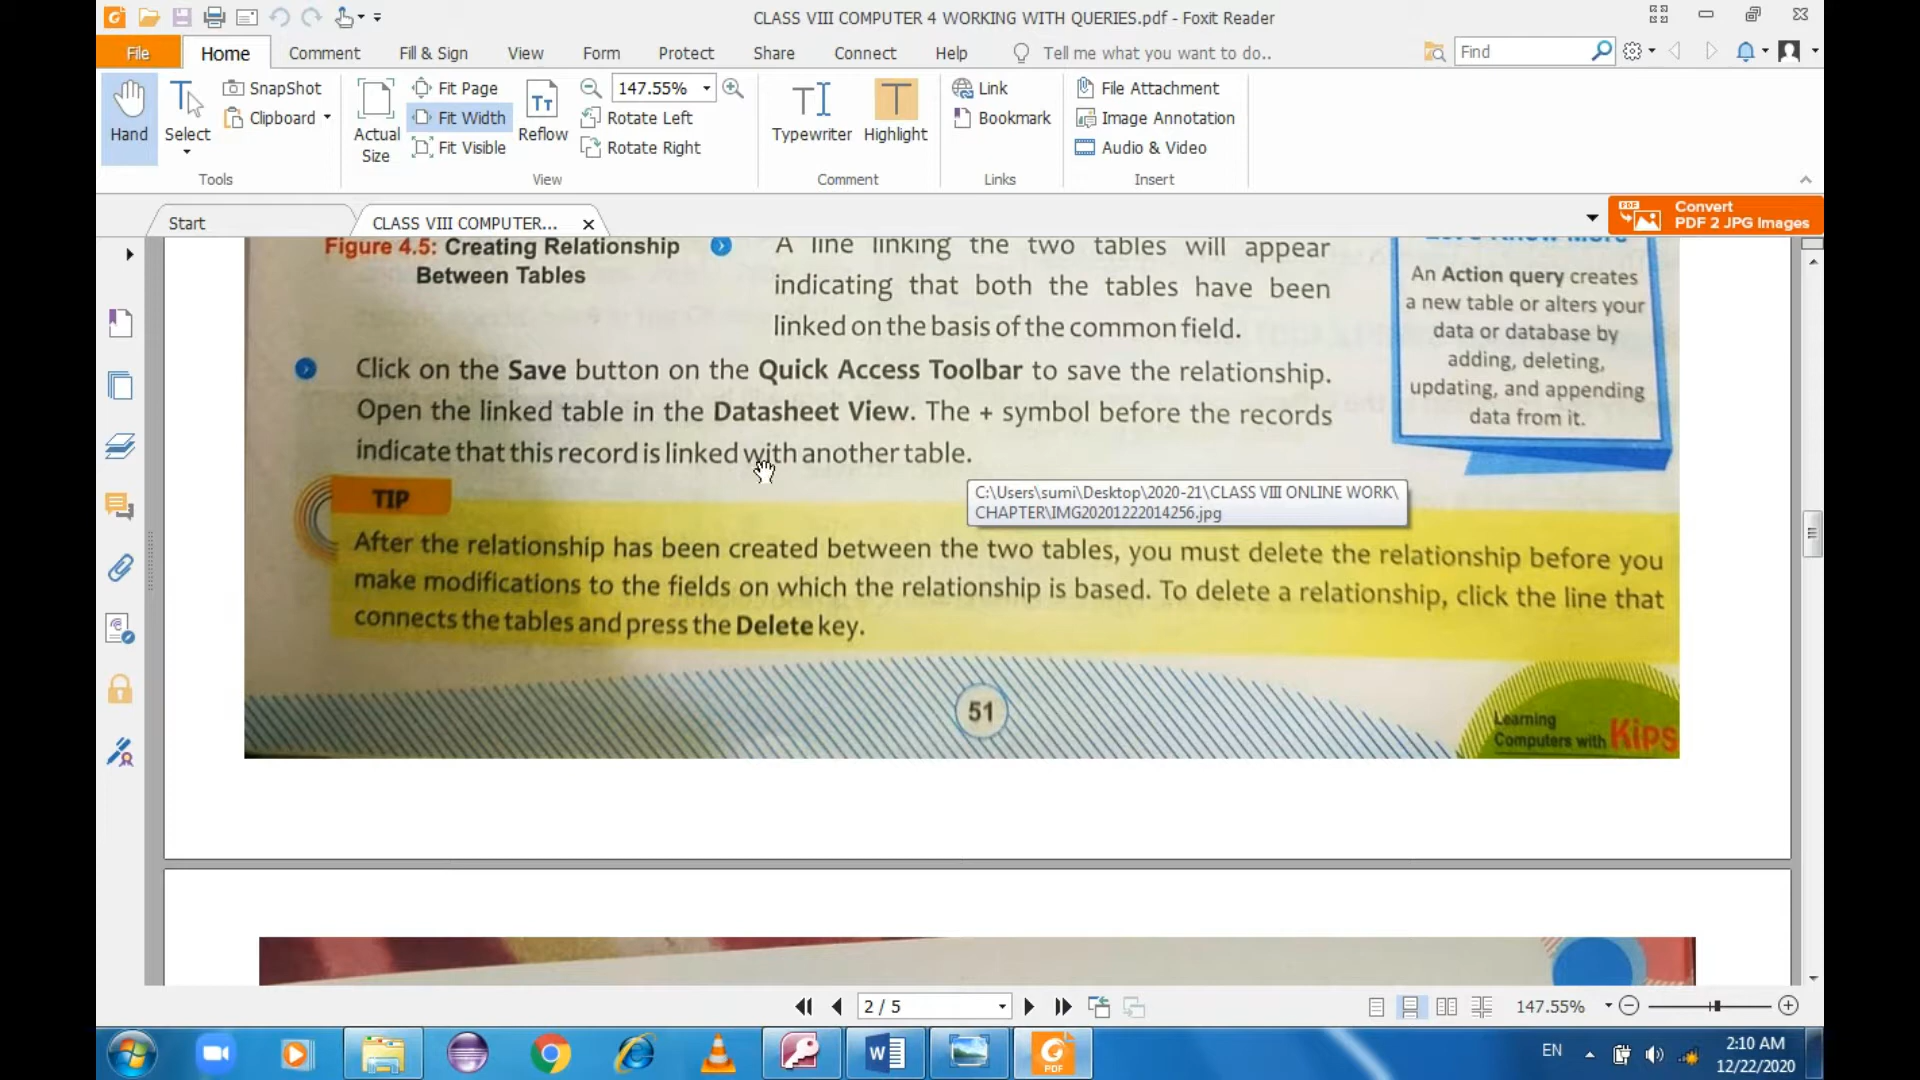 CLASS VIII COMPUTER 4 WORKING WITH QUERIES.pdf - Foxit Reader
File Home Comment Fill & Sign View Form Protect Share Connect Help Tell me what you want to do.. Find
Hand
Select
SnapShot
Clipboard
Tools
Actual
Size
Fit Page
Fit Width
Fit Visible
Reflow
147.55%
Rotate Left
Rotate Right
View
Typewriter
Highlight
Comment
Link
Bookmark
Links
File Attachment
Image Annotation
Audio & Video
Insert
Start
CLASS VIII COMPUTER...
PDF
Convert
PDF 2 JPG Images
Figure 4.5: Creating Relationship
Between Tables
A line linking the two tables will appear
indicating that both the tables have been
linked on the basis of the common field.
Let's Know More
An Action query creates
a new table or alters your
data or database by
adding, deleting,
updating, and appending
data from it.
Click on the Save button on the Quick Access Toolbar to save the relationship.
Open the linked table in the Datasheet View. The + symbol before the records
indicate that this record is linked with another table.
C:\Users\sumi\Desktop\2020-21\CLASS VIII ONLINE WORK\
CHAPTER\IMG20201222014256.jpg
TIP
After the relationship has been created between the two tables, you must delete the relationship before you
make modifications to the fields on which the relationship is based. To delete a relationship, click the line that
connects the tables and press the Delete key.
51
Learning
Computers with Kips
2 / 5
147.55%
W
PDF
EN
2:10 AM
12/22/2020